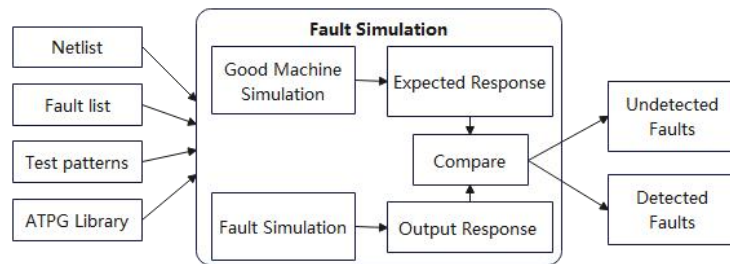 Fault Simulation
Netlist
Fault list
Test patterns
ATPG Library
Good Machine
Simulation
Expected Response
Compare
Fault Simulation
Output Response
Undetected
Faults
Detected
Faults